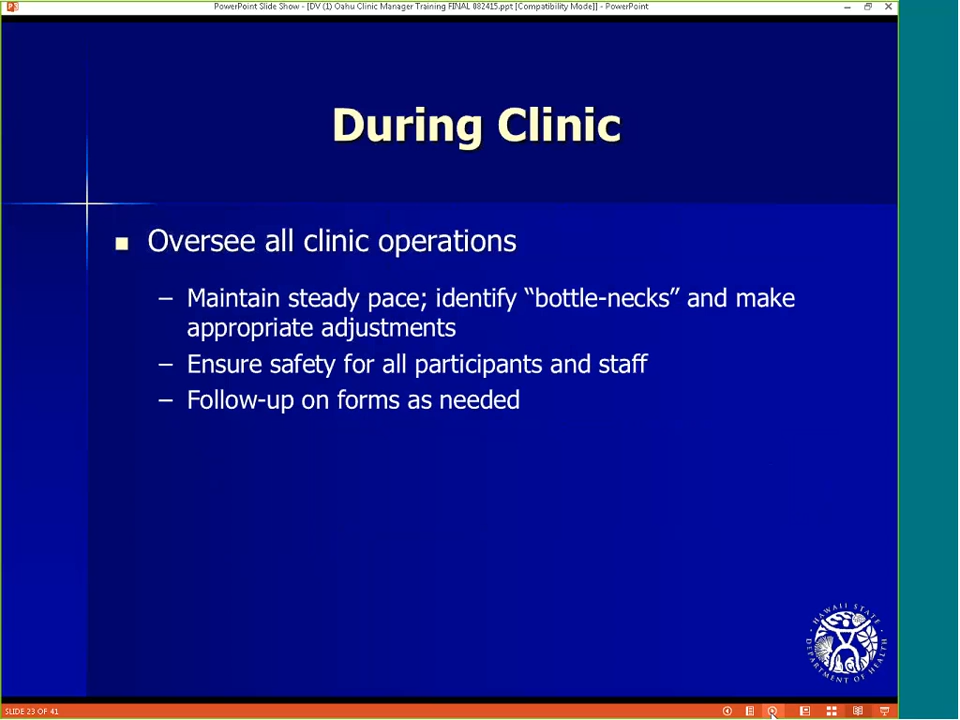 PowerPoint Slide Show - [DV (1) Oahu Clinic Manager Training FINAL 082415.ppt [Compatibility Mode]] - PowerPoint
During Clinic
■ Oversee all clinic operations
– Maintain steady pace; identify “bottle-necks” and make
appropriate adjustments
– Ensure safety for all participants and staff
– Follow-up on forms as needed
HAWAII STATE
DEPARTMENT OF HEALTH
SLIDE 23 OF 41